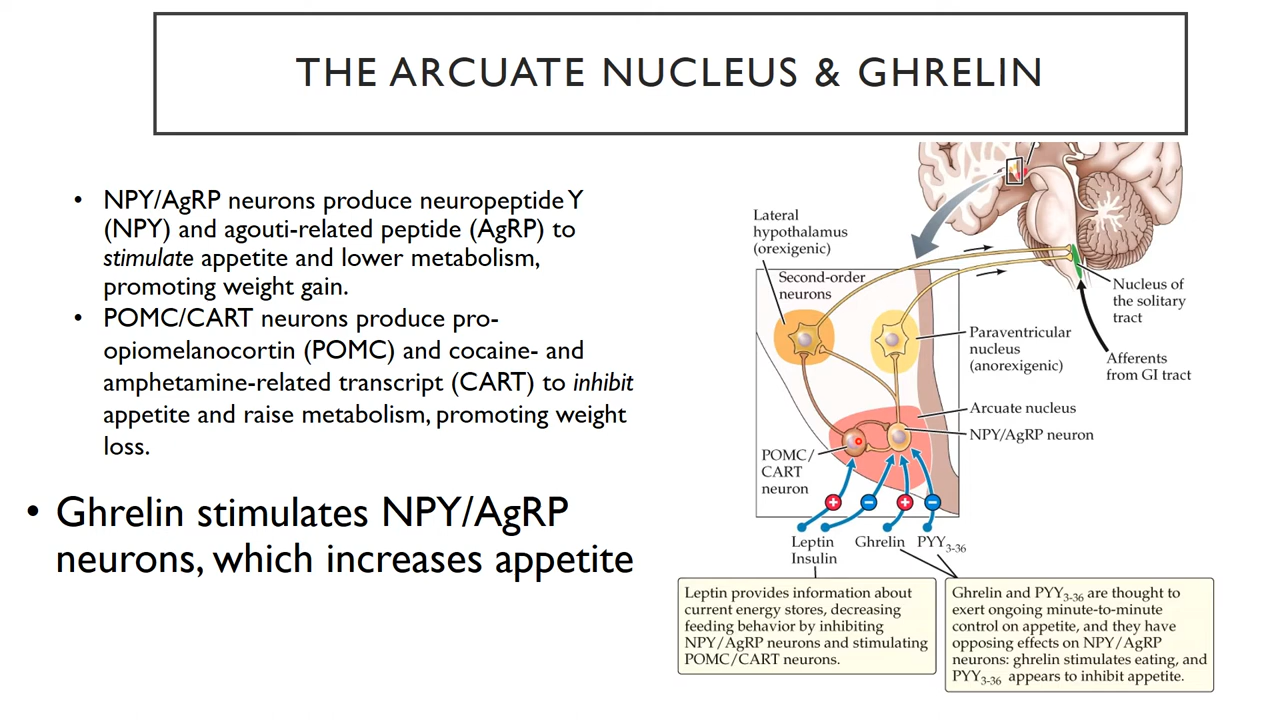 THE ARCUATE NUCLEUS & GHRELIN
• NPY/AgRP neurons produce neuropeptide Y
(NPY) and agouti-related peptide (AgRP) to
stimulate appetite and lower metabolism,
promoting weight gain.
• POMC/CART neurons produce pro-
opiomelanocortin (POMC) and cocaine- and
amphetamine-related transcript (CART) to inhibit
appetite and raise metabolism, promoting weight
loss.
• Ghrelin stimulates NPY/AgRP
neurons, which increases appetite
Lateral
hypothalamus
(orexigenic)
Second-order
neurons
Nucleus of
the solitary
tract
Paraventricular
nucleus
(anorexigenic)
Afferents
from GI tract
Arcuate nucleus
NPY/AgRP neuron
POMC/
CART
neuron
+ − + −
Leptin
Insulin
Ghrelin
PYY3-36
Leptin provides information about
current energy stores, decreasing
feeding behavior by inhibiting
NPY/AgRP neurons and stimulating
POMC/CART neurons.
Ghrelin and PYY3-36 are thought to
exert ongoing minute-to-minute
control on appetite, and they have
opposing effects on NPY/AgRP
neurons: ghrelin stimulates eating, and
PYY3-36 appears to inhibit appetite.